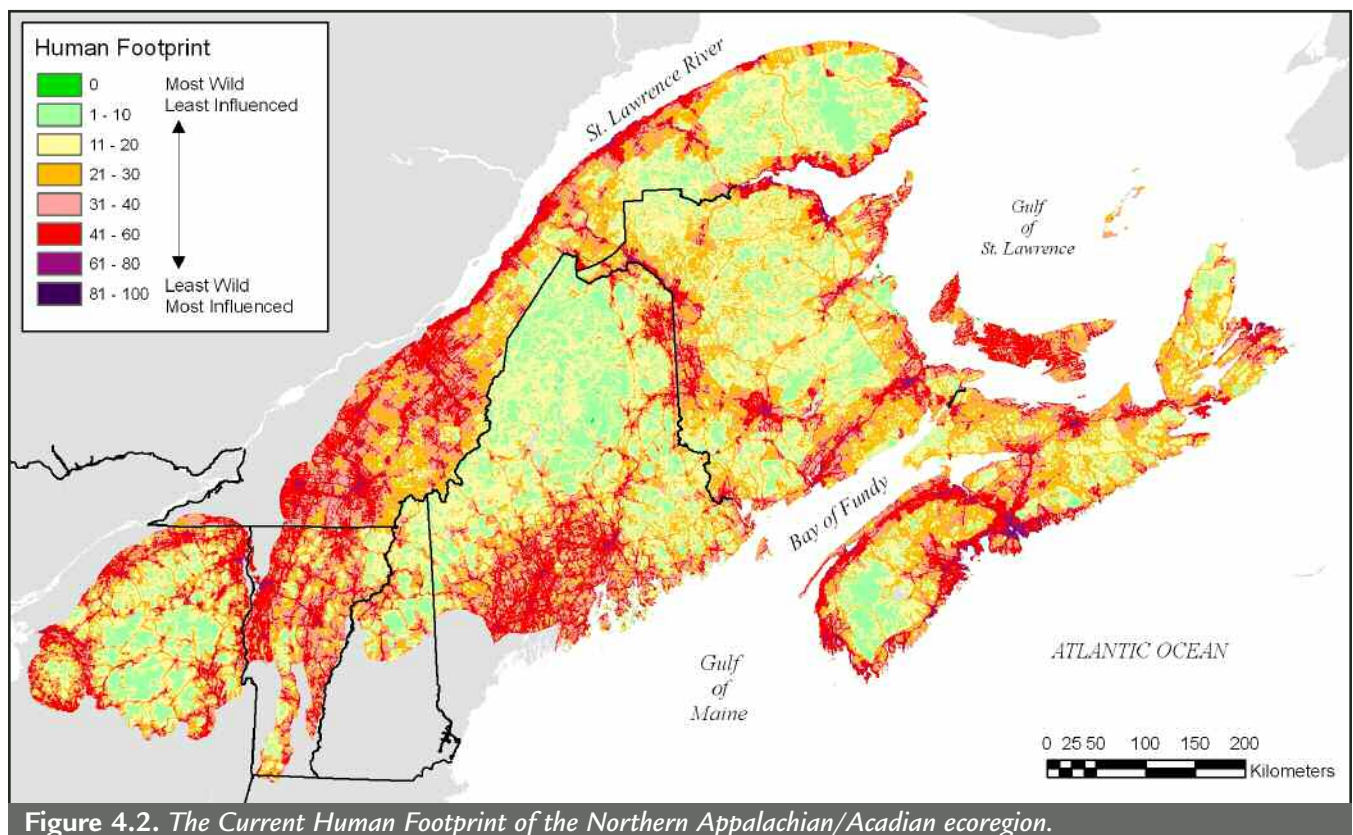 Human Footprint
0
Most Wild
Least Influenced
1 - 10
11 - 20
21 - 30
31 - 40
41 - 60
61 - 80
81 - 100
Least Wild
Most Influenced
St. Lawrence River
Gulf
of
St. Lawrence
Bay of Fundy
Gulf
of
Maine
ATLANTIC OCEAN
0 25 50 100 150 200
Kilometers
Figure 4.2. The Current Human Footprint of the Northern Appalachian/Acadian ecoregion.